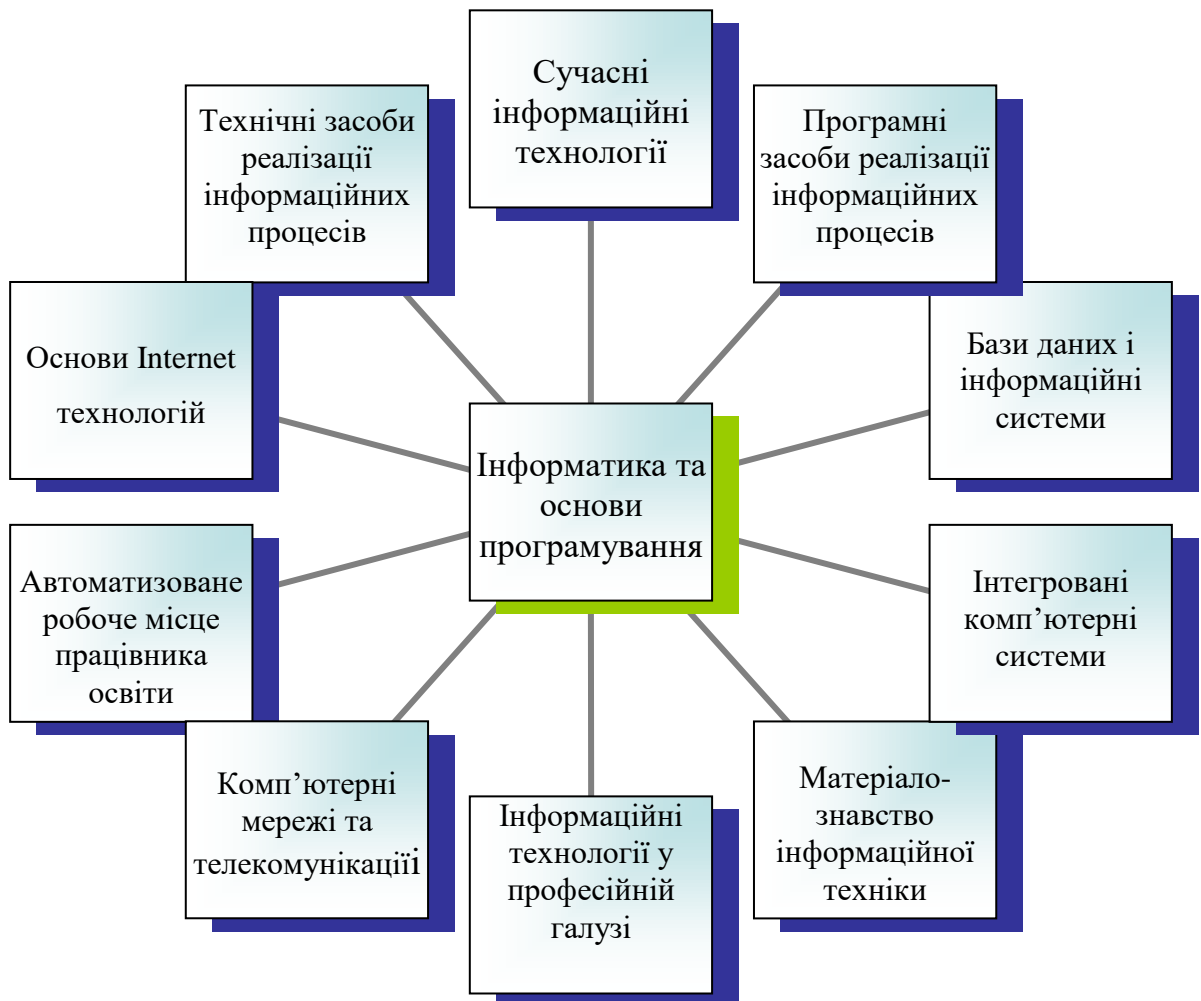 Сучасні
інформаційні
технології
Технічні засоби
реалізації
інформаційних
процесів
Програмні
засоби реалізації
інформаційних
процесів
Основи Internet
технологій
Бази даних і
інформаційні
системи
Інформатика та
основи
програмування
Автоматизоване
робоче місце
працівника
освіти
Інтегровані
комп’ютерні
системи
Комп’ютерні
мережі та
телекомунікаціїі
Інформаційні
технології у
професійній
галузі
Матеріало-
знавство
інформаційної
техніки